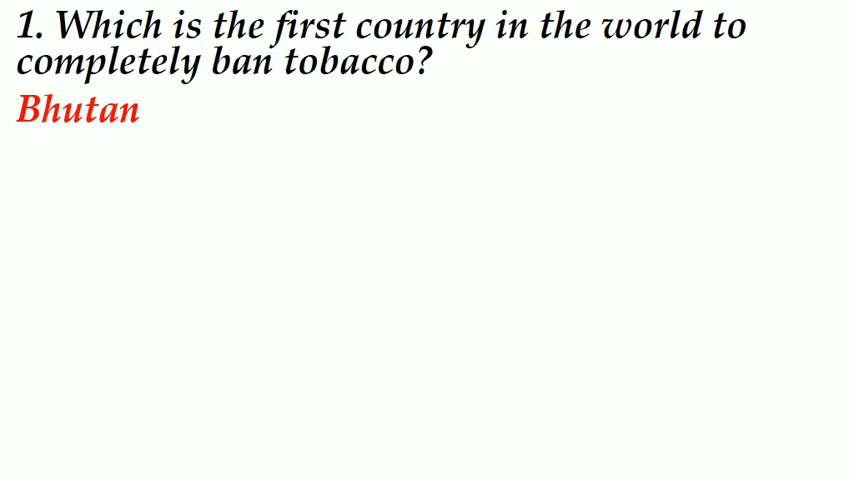 1. Which is the first country in the world to
completely ban tobacco?
Bhutan